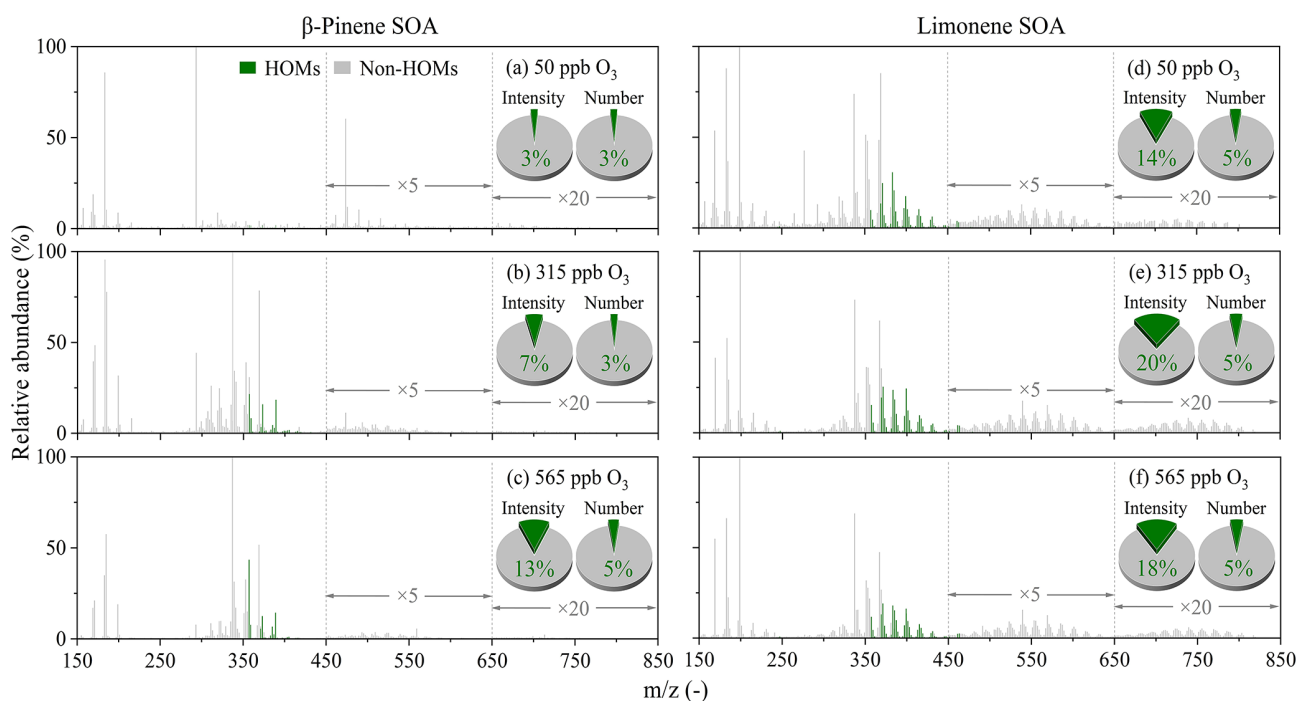 β-Pinene SOA
Limonene SOA
Relative abundance (%)
100
50
0
HOMs
Non-HOMs
(a) 50 ppb O3
Intensity
Number
3%
3%
×5
×20
(d) 50 ppb O3
Intensity
Number
14%
5%
×5
×20
100
50
0
(b) 315 ppb O3
Intensity
Number
7%
3%
×5
×20
(e) 315 ppb O3
Intensity
Number
20%
5%
×5
×20
100
50
0
(c) 565 ppb O3
Intensity
Number
13%
5%
×5
×20
(f) 565 ppb O3
Intensity
Number
18%
5%
×5
×20
150 250 350 450 550 650 750 850
150 250 350 450 550 650 750 850
m/z (-)